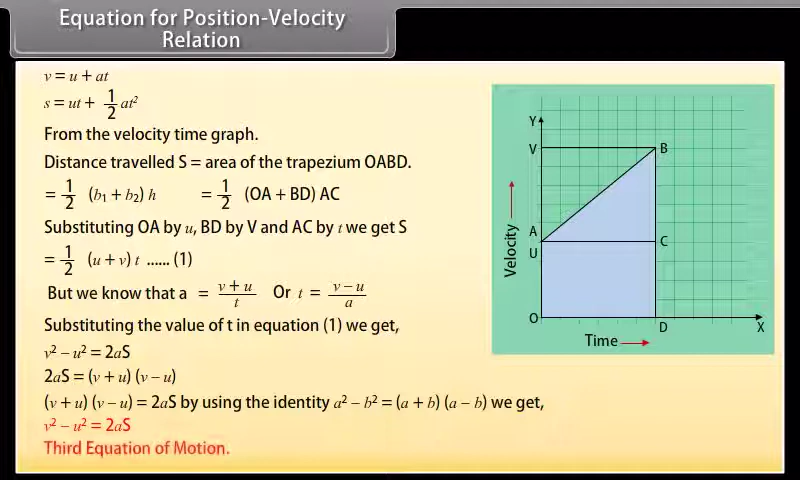 Equation for Position-Velocity
Relation
v = u + at
s = ut + 1/2 at²
From the velocity time graph.
Distance travelled S = area of the trapezium OABD.
= 1/2 (b₁ + b₂) h = 1/2 (OA + BD) AC
Substituting OA by u, BD by V and AC by t we get S
= 1/2 (u + v) t ...... (1)
But we know that a = (v + u)/t Or t = (v – u)/a
Substituting the value of t in equation (1) we get,
v² – u² = 2aS
2aS = (v + u) (v – u)
(v + u) (v – u) = 2aS by using the identity a² – b² = (a + b) (a – b) we get,
v² – u² = 2aS
Third Equation of Motion.
Y
V
B
A
C
U
Velocity
O
D
X
Time